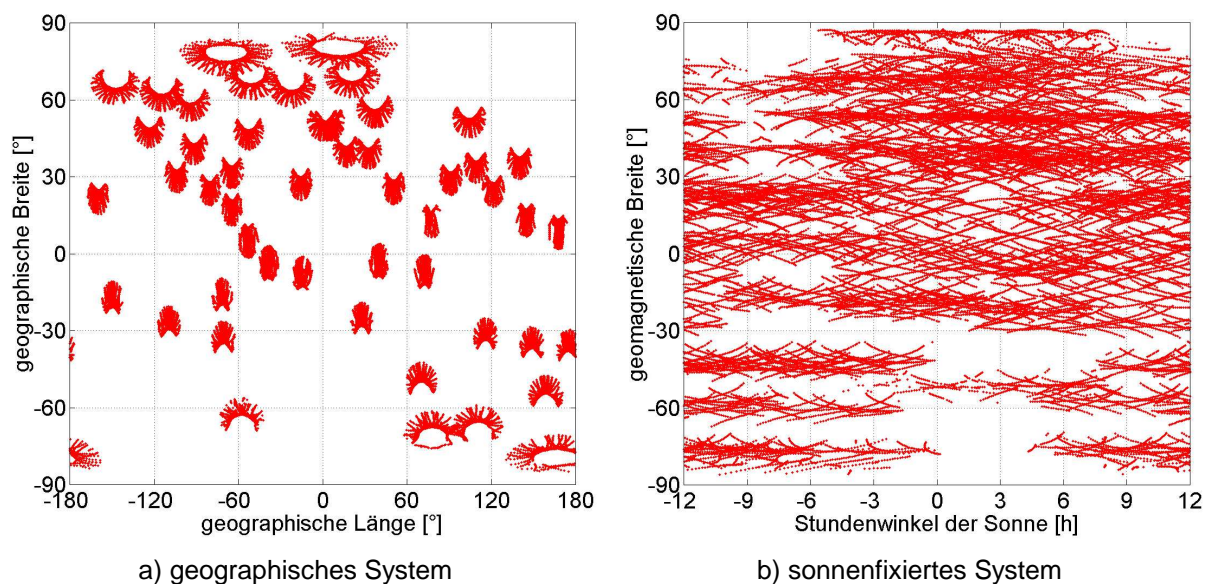 90
60
30
0
-30
-60
-90
-180 -120 -60 0 60 120 180
geographische Breite [°]
geographische Länge [°]
a) geographisches System
90
60
30
0
-30
-60
-90
-12 -9 -6 -3 0 3 6 9 12
geomagnetische Breite [°]
Stundenwinkel der Sonne [h]
b) sonnenfixiertes System